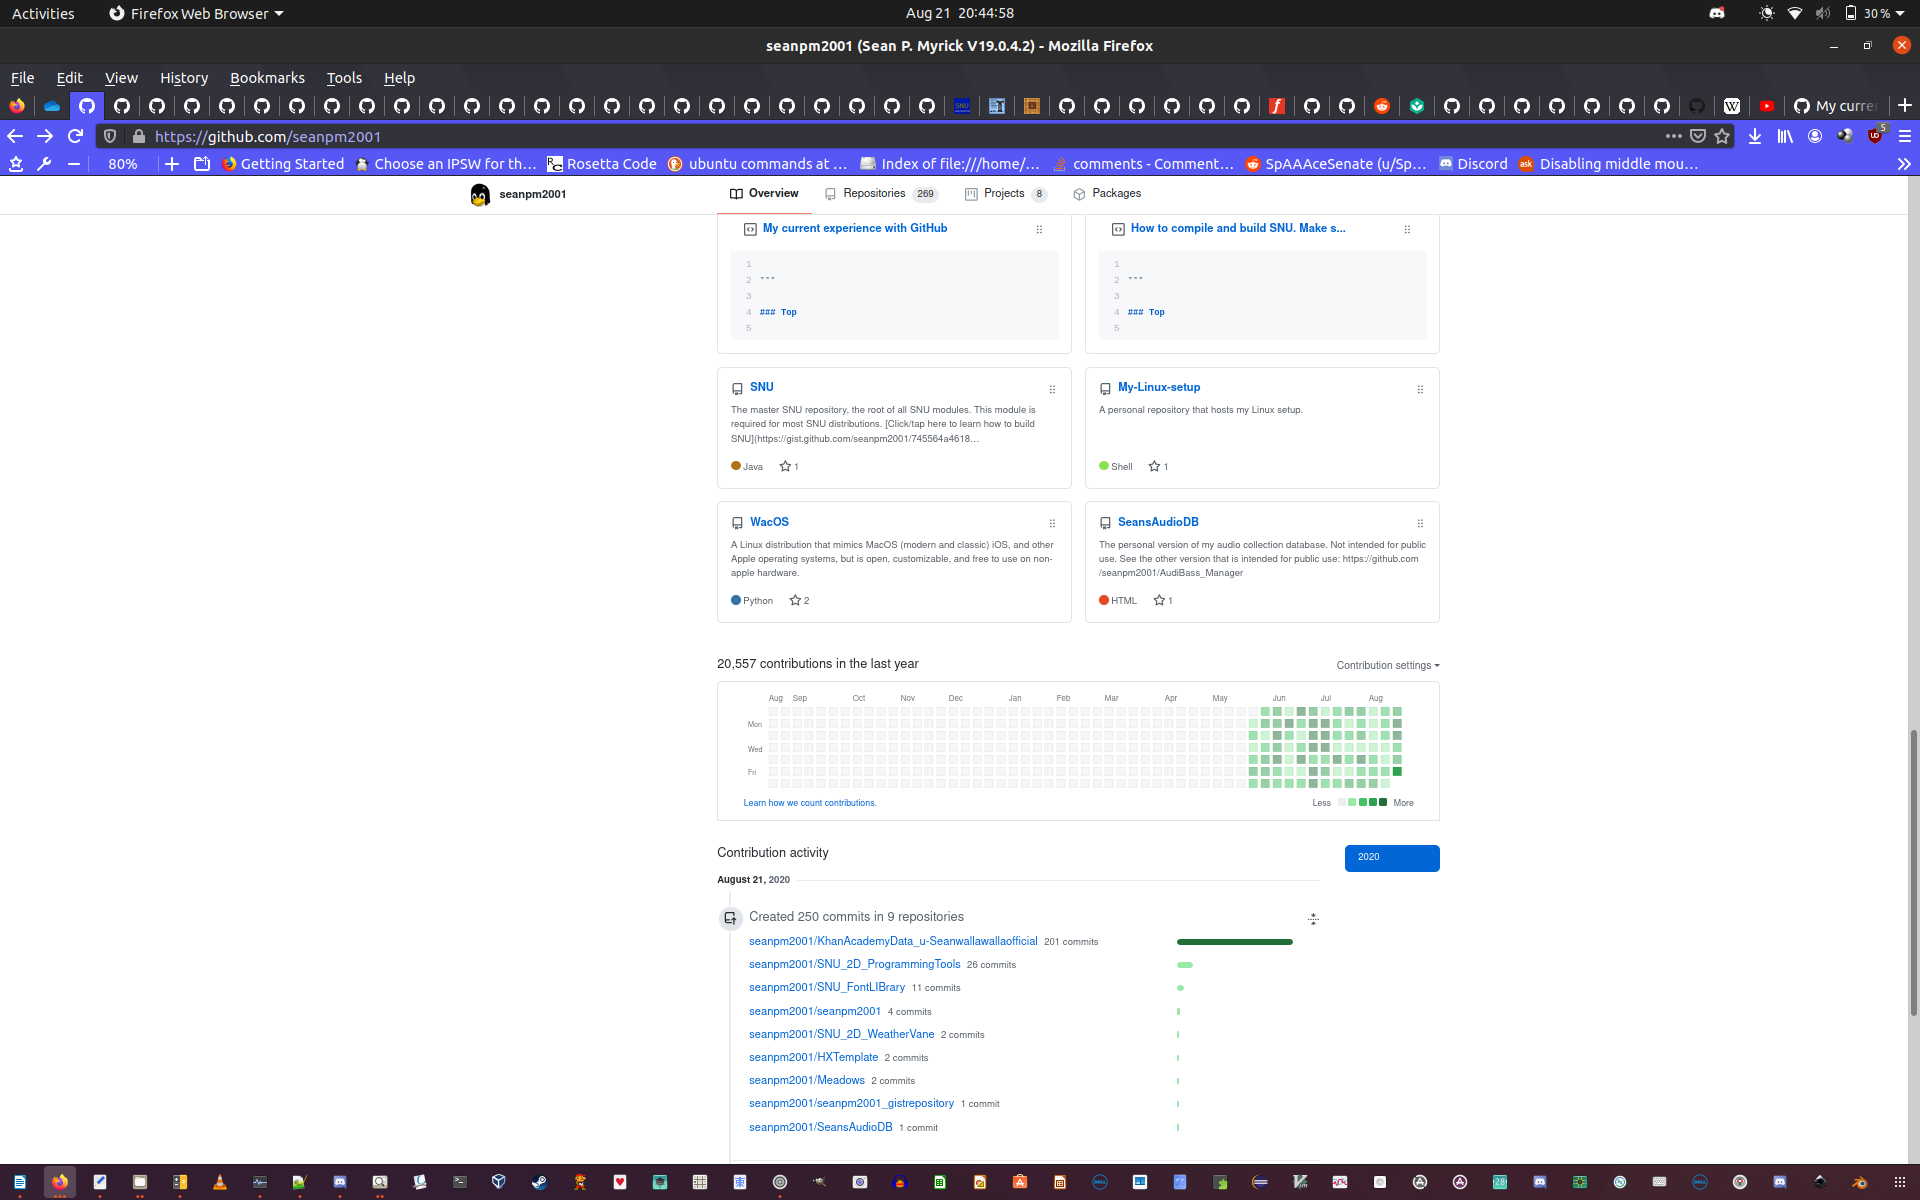 Activities
Firefox Web Browser
Aug 21 20:44:58
30 %
seanpm2001 (Sean P. Myrick V19.0.4.2) - Mozilla Firefox
File Edit View History Bookmarks Tools Help
My curre
https://github.com/seanpm2001
5
80%
Getting Started
Choose an IPSW for th…
Rosetta Code
ubuntu commands at …
Index of file:///home/…
comments - Comment…
SpAAAceSenate (u/Sp…
Discord
Disabling middle mou…
seanpm2001
Overview
Repositories 269
Projects 8
Packages
My current experience with GitHub
1
2 ---
3
4 ### Top
5
How to compile and build SNU. Make s...
1
2 ---
3
4 ### Top
5
SNU
The master SNU repository, the root of all SNU modules. This module is
required for most SNU distributions. [Click/tap here to learn how to build
SNU](https://gist.github.com/seanpm2001/745564a4618…
Java 1
My-Linux-setup
A personal repository that hosts my Linux setup.
Shell 1
WacOS
A Linux distribution that mimics MacOS (modern and classic) iOS, and other
Apple operating systems, but is open, customizable, and free to use on non-
apple hardware.
Python 2
SeansAudioDB
The personal version of my audio collection database. Not intended for public
use. See the other version that is intended for public use: https://github.com
/seanpm2001/AudiBass_Manager
HTML 1
20,557 contributions in the last year
Contribution settings
Aug Sep Oct Nov Dec Jan Feb Mar Apr May Jun Jul Aug
Mon
Wed
Fri
Learn how we count contributions.
Less More
Contribution activity
2020
August 21, 2020
Created 250 commits in 9 repositories
seanpm2001/KhanAcademyData_u-Seanwallawallaofficial 201 commits
seanpm2001/SNU_2D_ProgrammingTools 26 commits
seanpm2001/SNU_FontLIBrary 11 commits
seanpm2001/seanpm2001 4 commits
seanpm2001/SNU_2D_WeatherVane 2 commits
seanpm2001/HXTemplate 2 commits
seanpm2001/Meadows 2 commits
seanpm2001/seanpm2001_gistrepository 1 commit
seanpm2001/SeansAudioDB 1 commit